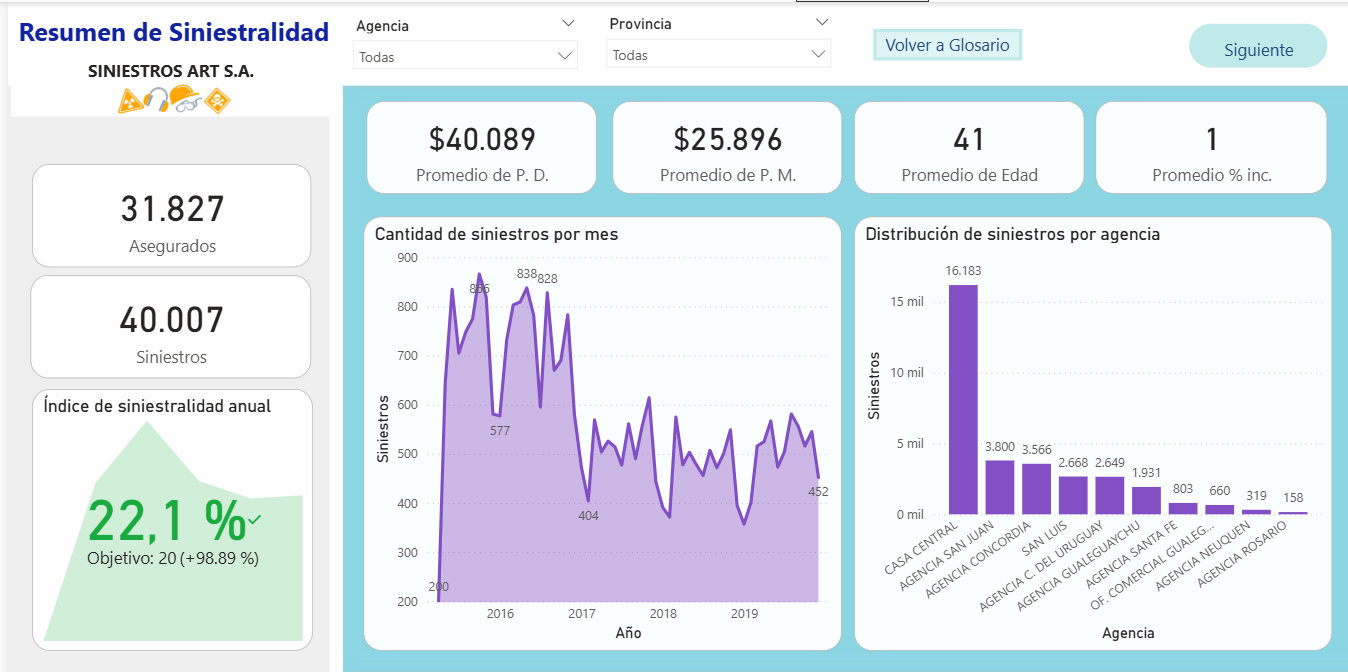 Resumen de Siniestralidad
SINIESTROS ART S.A.
Agencia
Todas
Provincia
Todas
Volver a Glosario
Siguiente
31.827
Asegurados
40.007
Siniestros
Índice de siniestralidad anual
22,1 %
Objetivo: 20 (+98.89 %)
$40.089
Promedio de P. D.
$25.896
Promedio de P. M.
41
Promedio de Edad
1
Promedio % inc.
Cantidad de siniestros por mes
Siniestros
900
800
700
600
500
400
300
200
200
866
577
838
828
404
452
2016
2017
2018
2019
Año
Distribución de siniestros por agencia
Siniestros
15 mil
10 mil
5 mil
0 mil
16.183
3.800
3.566
2.668
2.649
1.931
803
660
319
158
CASA CENTRAL
AGENCIA SAN JUAN
AGENCIA CONCORDIA
SAN LUIS
AGENCIA C. DEL URUGUAY
AGENCIA GUALEGUAYCHU
AGENCIA SANTA FE
OF. COMERCIAL GUALEG...
AGENCIA NEUQUEN
AGENCIA ROSARIO
Agencia